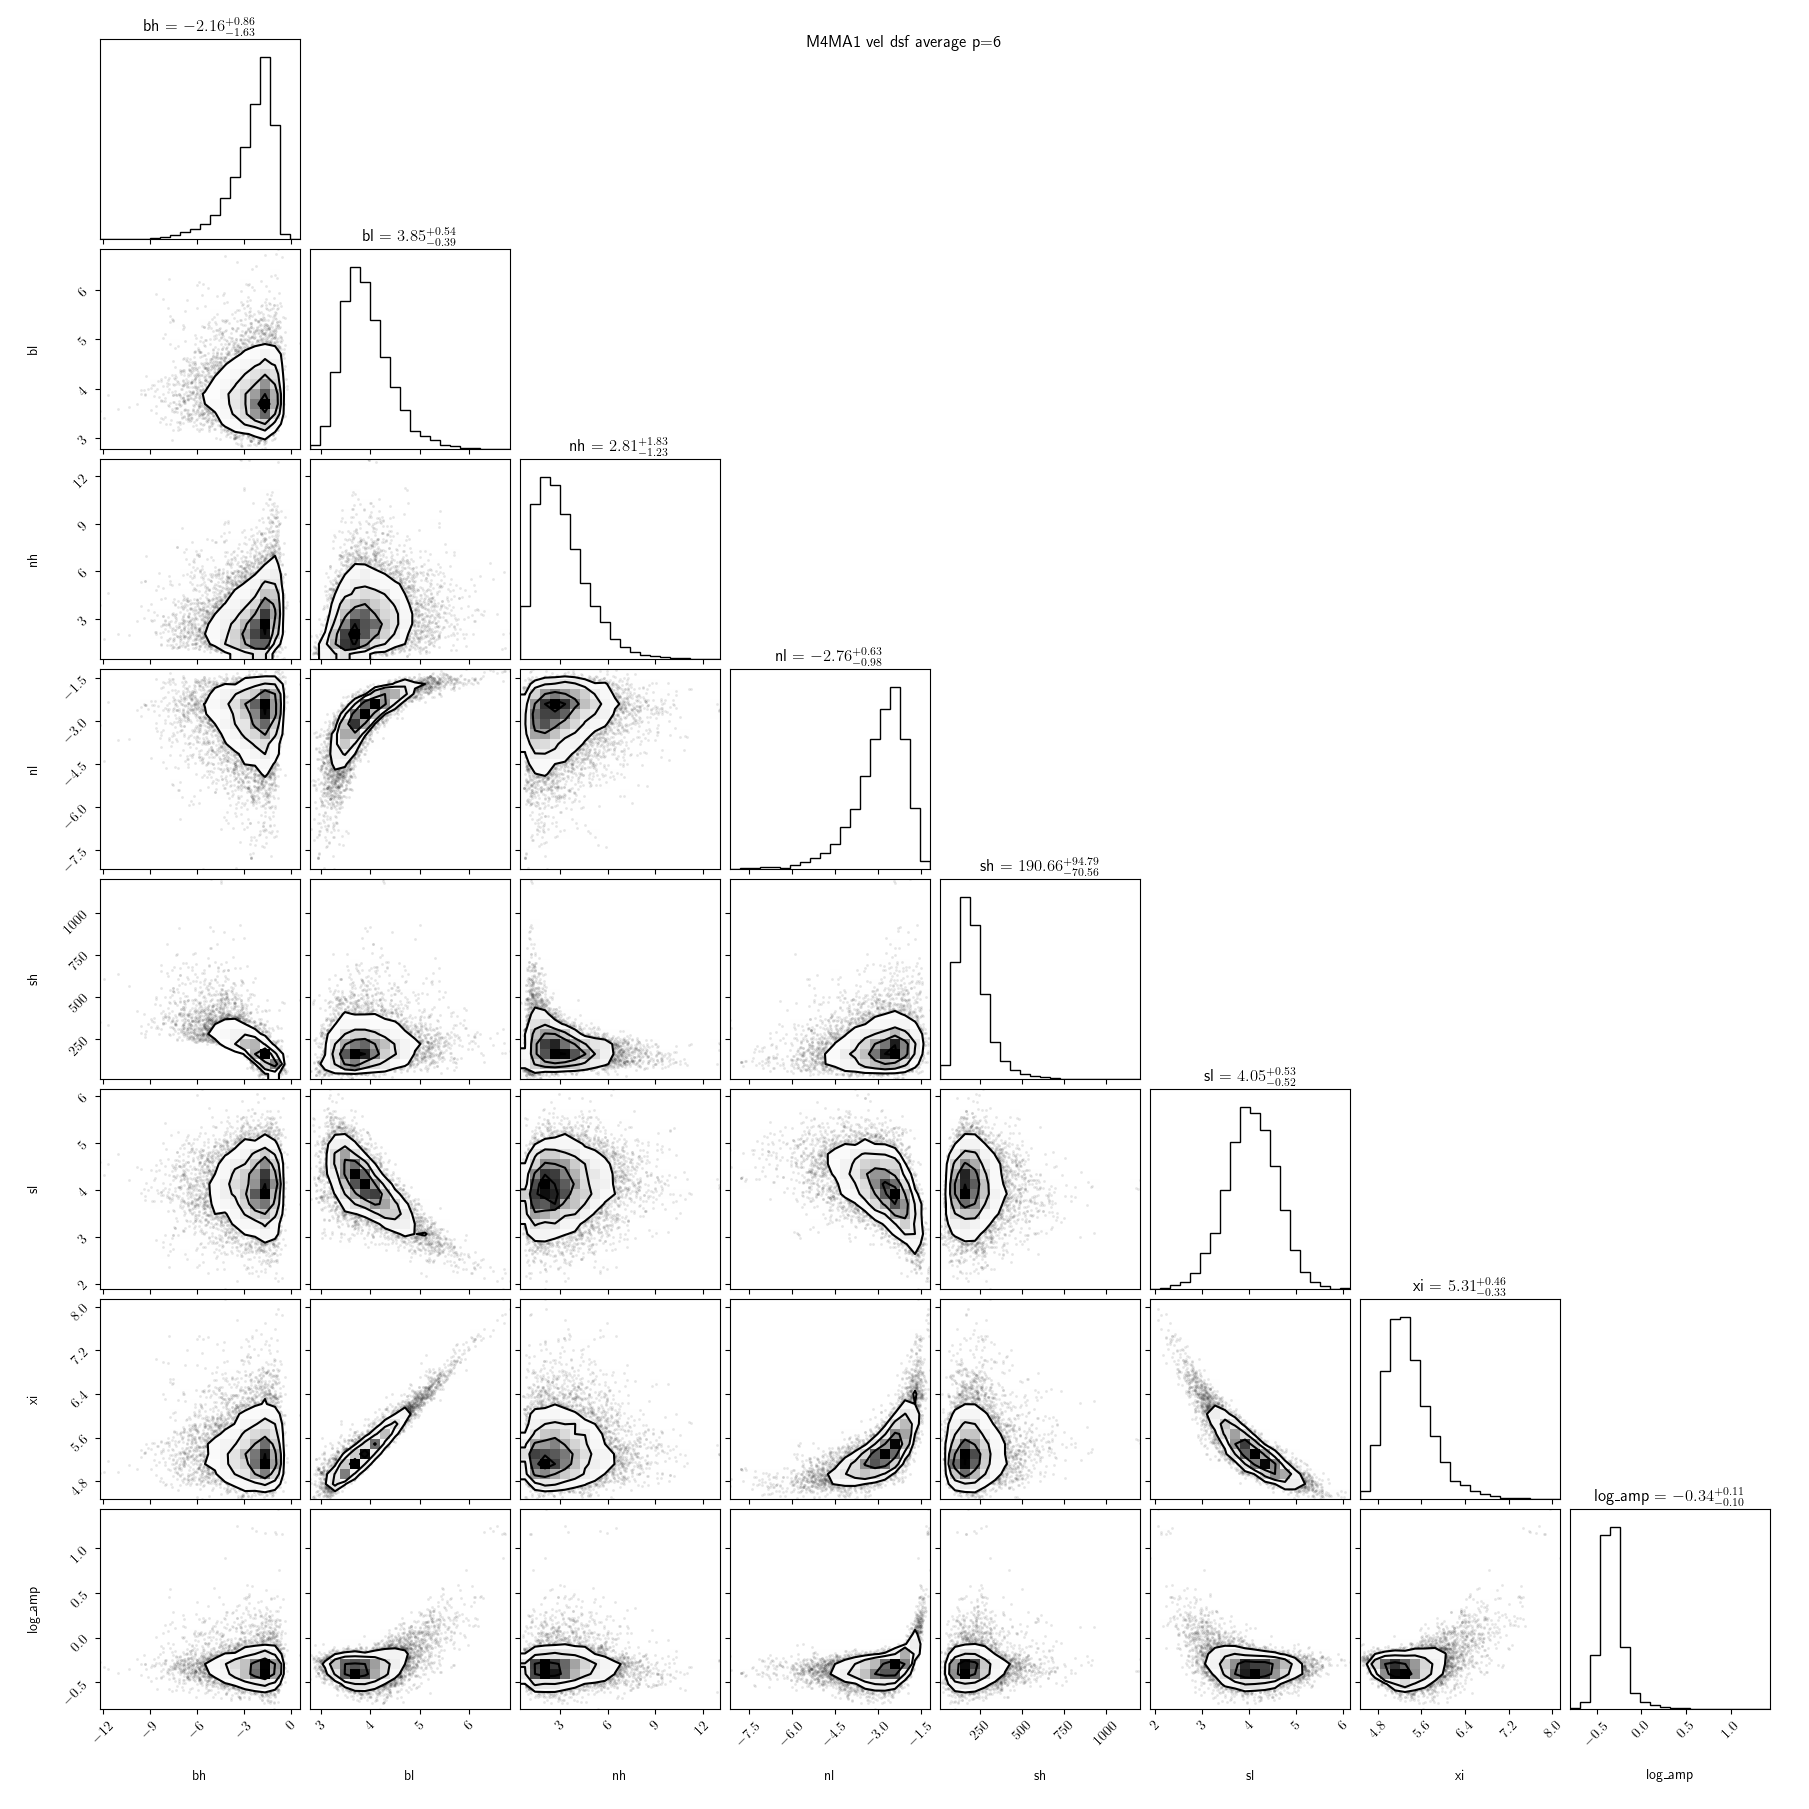 M4MA1 vel dsf average p=6
bh = −2.16 +0.86 −1.63
bl = 3.85 +0.54 −0.39
6
5
4
3
bl
nh = 2.81 +1.83 −1.23
12
9
6
3
nh
nl = −2.76 +0.63 −0.98
−1.5
−3.0
−4.5
−6.0
−7.5
nl
sh = 190.66 +94.79 −70.56
1000
750
500
250
sh
sl = 4.05 +0.53 −0.52
6
5
4
3
2
sl
xi = 5.31 +0.46 −0.33
8.0
7.2
6.4
5.6
4.8
xi
log_amp = −0.34 +0.11 −0.10
1.0
0.5
0.0
−0.5
log_amp
−12 −9 −6 −3 0 3 4 5 6 3 6 9 12 −7.5 −6.0 −4.5 −3.0 −1.5 250 500 750 1000 2 3 4 5 6 4.8 5.6 6.4 7.2 8.0 −0.5 0.0 0.5 1.0
bh bl nh nl sh sl xi log_amp